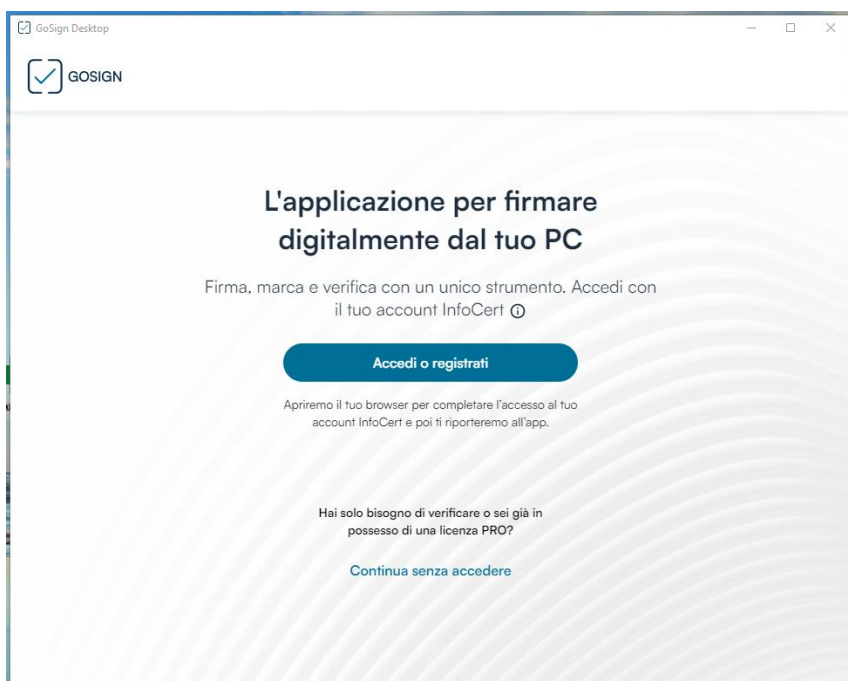 GoSign Desktop
GOSIGN
L'applicazione per firmare
digitalmente dal tuo PC
Firma, marca e verifica con un unico strumento. Accedi con
il tuo account InfoCert
Accedi o registrati
Apriremo il tuo browser per completare l'accesso al tuo
account InfoCert e poi ti riporteremo all'app.
Hai solo bisogno di verificare o sei già in
possesso di una licenza PRO?
Continua senza accedere